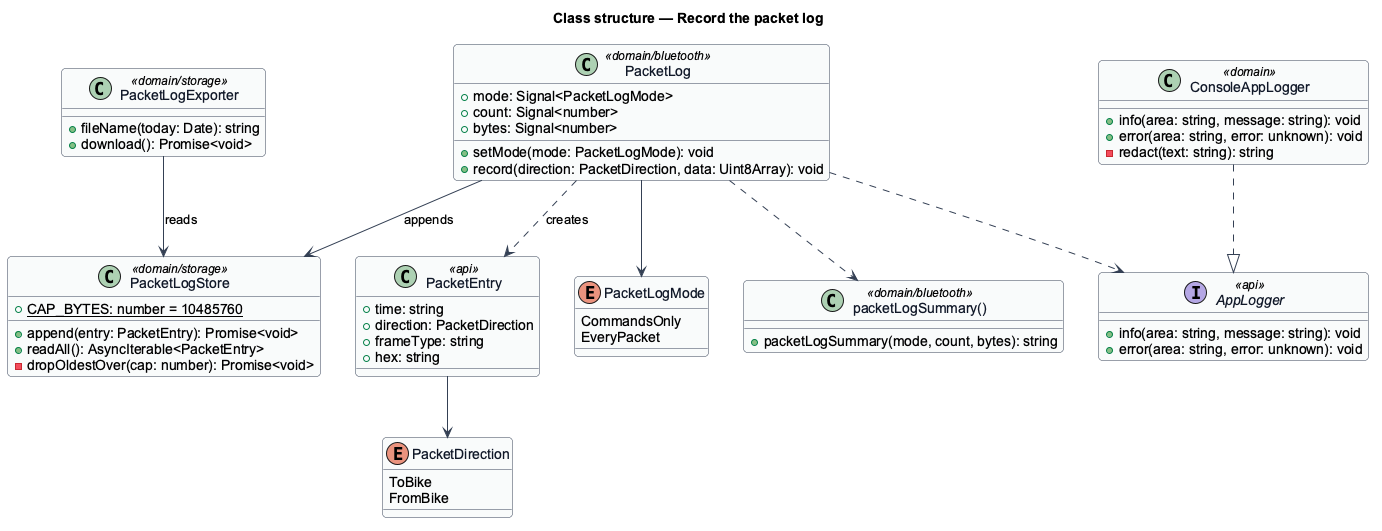 Class structure — Record the packet log
«domain/storage»
C PacketLogExporter
fileName(today: Date): string
download(): Promise<void>
«domain/bluetooth»
C PacketLog
mode: Signal<PacketLogMode>
count: Signal<number>
bytes: Signal<number>
setMode(mode: PacketLogMode): void
record(direction: PacketDirection, data: Uint8Array): void
«domain»
C ConsoleAppLogger
info(area: string, message: string): void
error(area: string, error: unknown): void
redact(text: string): string
reads
appends
creates
«domain/storage»
C PacketLogStore
CAP_BYTES: number = 10485760
append(entry: PacketEntry): Promise<void>
readAll(): AsyncIterable<PacketEntry>
dropOldestOver(cap: number): Promise<void>
«api»
C PacketEntry
time: string
direction: PacketDirection
frameType: string
hex: string
E PacketLogMode
CommandsOnly
EveryPacket
«domain/bluetooth»
C packetLogSummary()
packetLogSummary(mode, count, bytes): string
«api»
I AppLogger
info(area: string, message: string): void
error(area: string, error: unknown): void
E PacketDirection
ToBike
FromBike